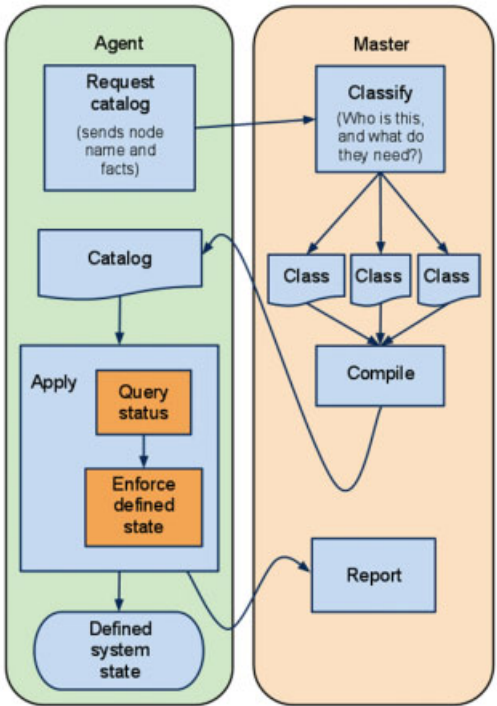 Agent
Request
catalog
(sends node
name and
facts)
Catalog
Apply
Query
status
Enforce
defined
state
Defined
system
state
Master
Classify
(Who is this,
and what do
they need?)
Class
Class
Class
Compile
Report